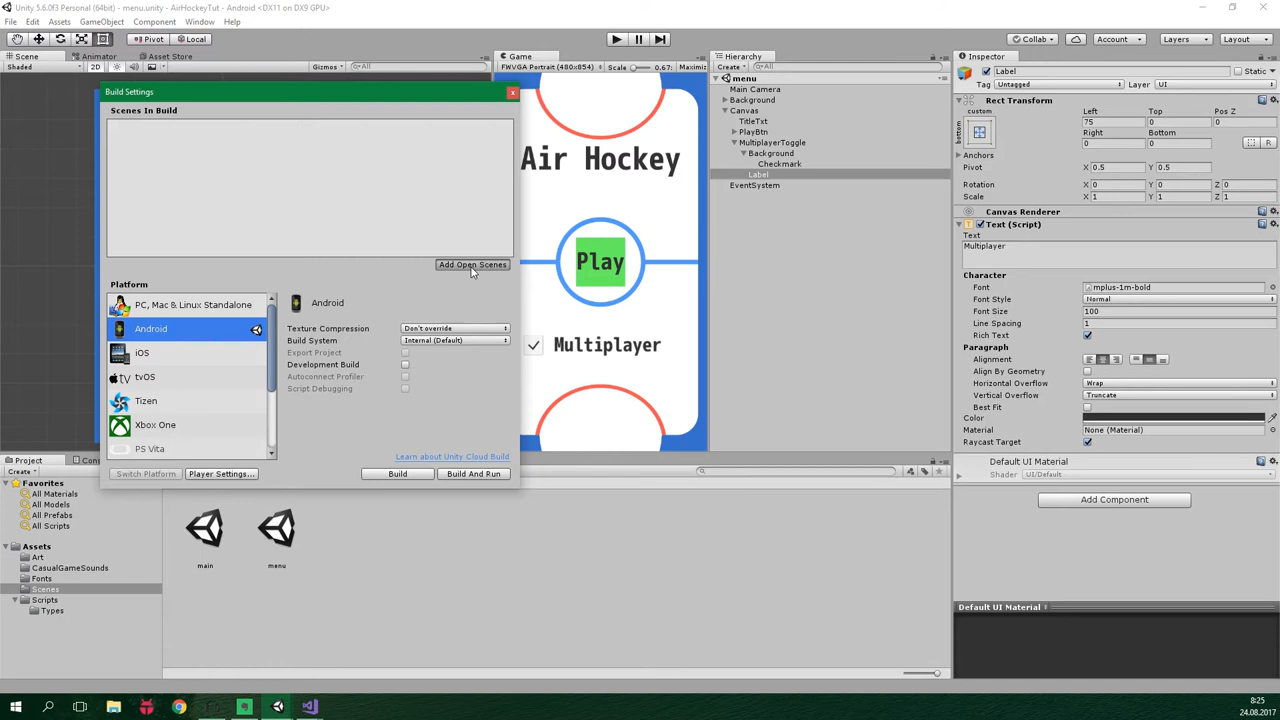 Unity 5.6.0f3 Personal (64bit) - menu.unity - AirHockeyTut - Android <DX11 on DX9 GPU>
File Edit Assets GameObject Component Window Help
Pivot Local Collab Account Layers Layout
Scene Animator Asset Store
Shaded 2D Gizmos All
Build Settings x
Scenes In Build
Add Open Scenes
Platform
PC, Mac & Linux Standalone
Android
iOS
tvOS
Tizen
Xbox One
PS Vita
Android
Texture Compression Don't override
Build System Internal (Default)
Export Project
Development Build
Autoconnect Profiler
Script Debugging
Learn about Unity Cloud Build
Switch Platform Player Settings... Build Build And Run
Game
FWVGA Portrait (480x854) Scale 0.67: Maximiz
Air Hockey
Play
Multiplayer
Hierarchy
Create All
menu
Main Camera
Background
Canvas
TitleTxt
PlayBtn
MultiplayerToggle
Background
Checkmark
Label
EventSystem
Inspector
Label Static
Tag Untagged Layer UI
Rect Transform
custom Left Top Pos Z
bottom 75 0 0
Right Bottom
0 0 R
Anchors
Pivot X 0.5 Y 0.5
Rotation X 0 Y 0 Z 0
Scale X 1 Y 1 Z 1
Canvas Renderer
Text (Script)
Text
Multiplayer
Character
Font mplus-1m-bold
Font Style Normal
Font Size 100
Line Spacing 1
Rich Text
Paragraph
Alignment
Align By Geometry
Horizontal Overflow Wrap
Vertical Overflow Truncate
Best Fit
Color
Material None (Material)
Raycast Target
Default UI Material
Shader UI/Default
Add Component
Default UI Material
Project Con
Create
Favorites
All Materials
All Models
All Prefabs
All Scripts
Assets
Art
CasualGameSounds
Fonts
Scenes
Scripts
Types
main menu
8:25
24.08.2017